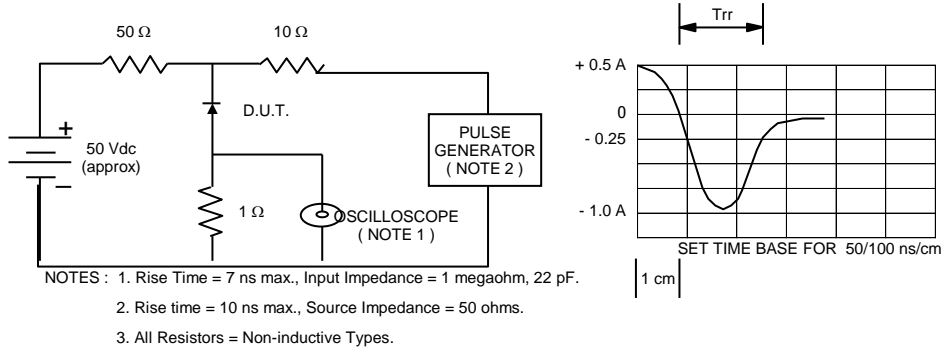 50 Ω
10 Ω
D.U.T.
+
50 Vdc
(approx)
−
1 Ω
OSCILLOSCOPE
( NOTE 1 )
PULSE
GENERATOR
( NOTE 2 )
Trr
+ 0.5 A
0
- 0.25
- 1.0 A
SET TIME BASE FOR 50/100 ns/cm
1 cm
NOTES : 1. Rise Time = 7 ns max., Input Impedance = 1 megaohm, 22 pF.
2. Rise time = 10 ns max., Source Impedance = 50 ohms.
3. All Resistors = Non-inductive Types.